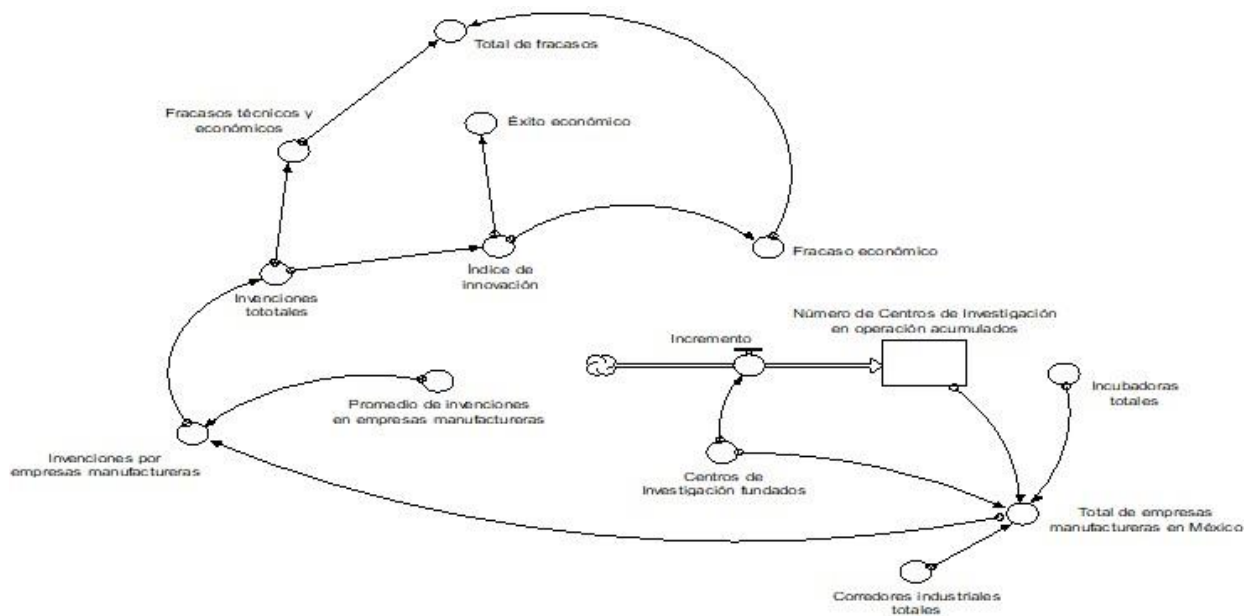 Total de fracasos
Fracasos técnicos y
económicos
Éxito económico
Fracaso económico
Índice de
innovación
Invenciones
tototales
Número de Centros de Investigación
en operación acumulados
Incremento
Incubadoras
totales
Promedio de invenciones
en empresas manufactureras
Invenciones por
empresas manufactureras
Centros de
Investigación fundados
Total de empresas
manufactureras en México
Corredores industriales
totales